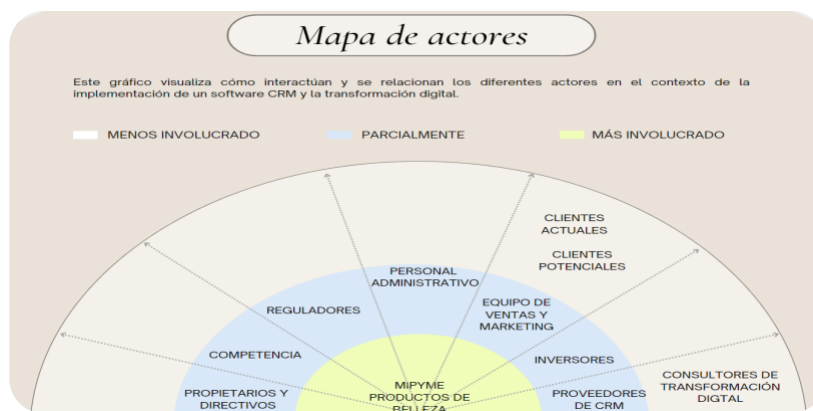 Mapa de actores
Este gráfico visualiza cómo interactúan y se relacionan los diferentes actores en el contexto de la
implementación de un software CRM y la transformación digital.
MENOS INVOLUCRADO
PARCIALMENTE
MÁS INVOLUCRADO
CLIENTES
ACTUALES
CLIENTES
POTENCIALES
PERSONAL
ADMINISTRATIVO
REGULADORES
EQUIPO DE
VENTAS Y
MARKETING
COMPETENCIA
INVERSORES
PROPIETARIOS Y
DIRECTIVOS
MIPYME
PRODUCTOS DE
BELLEZA
PROVEEDORES
DE CRM
CONSULTORES DE
TRANSFORMACIÓN
DIGTAL